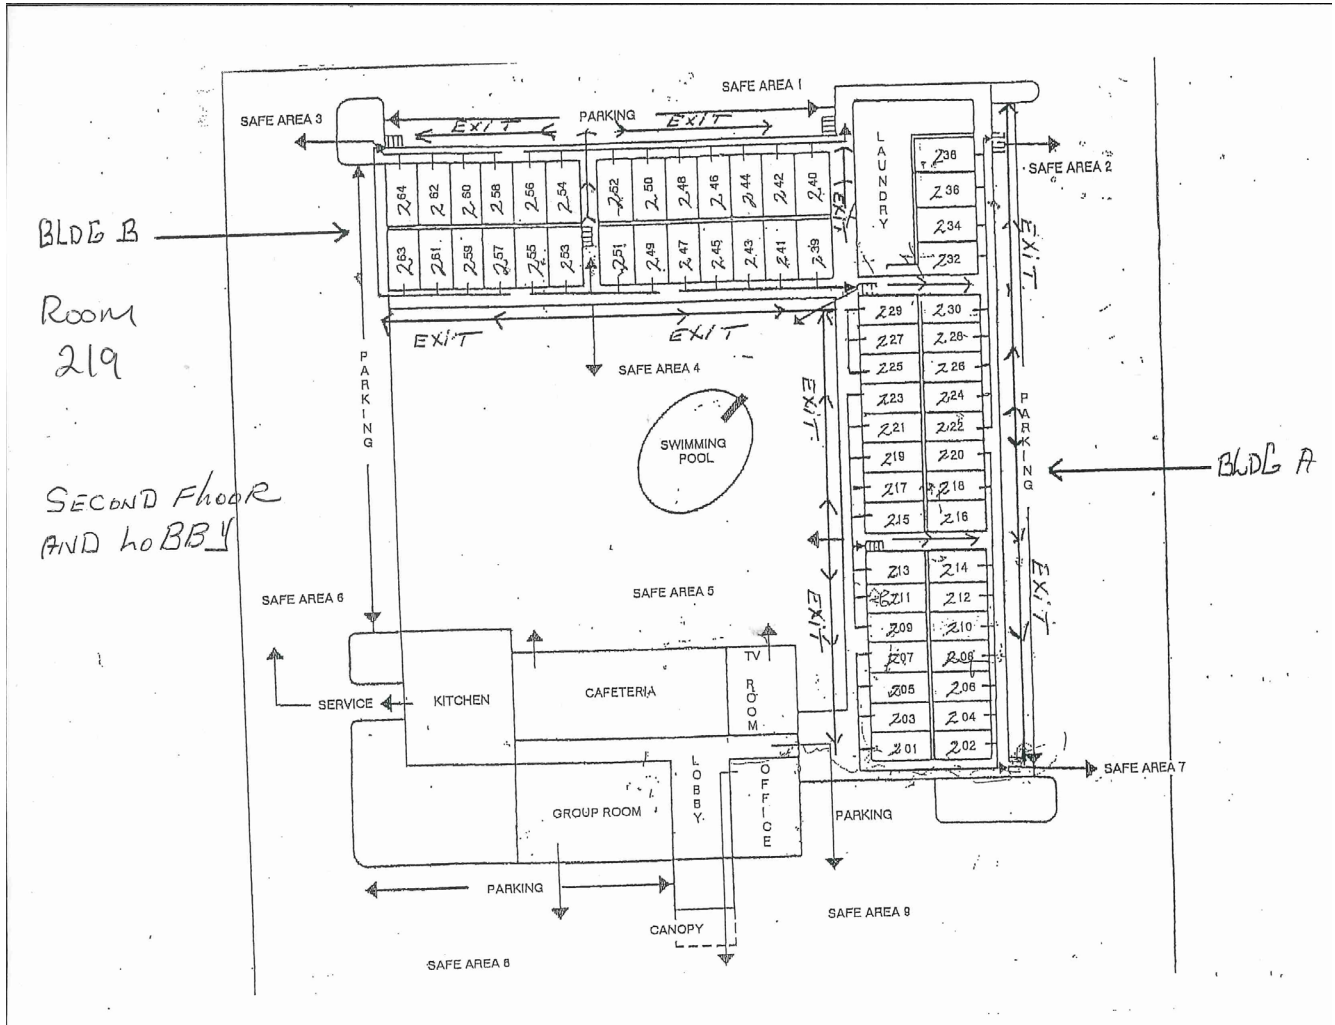 SAFE AREA 1
SAFE AREA 3
PARKING
EXIT
EXIT
LAUNDRY
SAFE AREA 2
264
262
260
258
256
254
252
250
248
246
244
242
240
238
236
234
232
EXIT
EXIT
BLDG B
263
261
259
257
255
253
251
249
247
245
243
241
239
Room
219
EXIT
EXIT
SAFE AREA 4
PARKING
229
230
227
228
225
226
223
224
221
222
219
220
217
218
215
216
EXIT
PARKING
BLDG A
SWIMMING
POOL
SECOND FLOOR
AND LOBBY
213
214
211
212
209
210
207
208
205
206
203
204
201
202
EXIT
EXIT
SAFE AREA 6
SAFE AREA 5
SERVICE
KITCHEN
CAFETERIA
TV
ROOM
SAFE AREA 7
LOBBY
OFFICE
GROUP ROOM
PARKING
PARKING
SAFE AREA 9
CANOPY
SAFE AREA 8